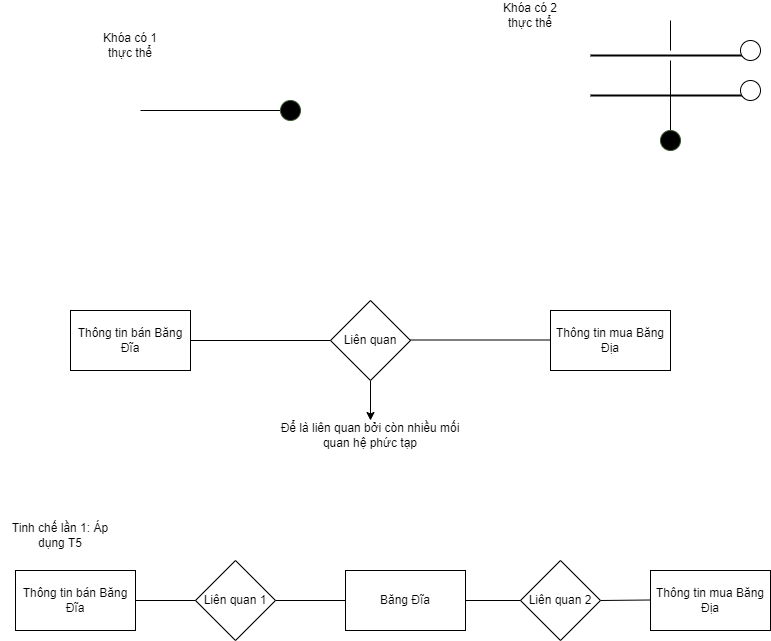 Khóa có 1
thực thể
Khóa có 2
thực thể
Thông tin bán Băng
Đĩa
Liên quan
Thông tin mua Băng
Địa
Để là liên quan bởi còn nhiều mối
quan hệ phức tạp
Tinh chế lần 1: Áp
dụng T5
Thông tin bán Băng
Đĩa
Liên quan 1
Băng Đĩa
Liên quan 2
Thông tin mua Băng
Địa